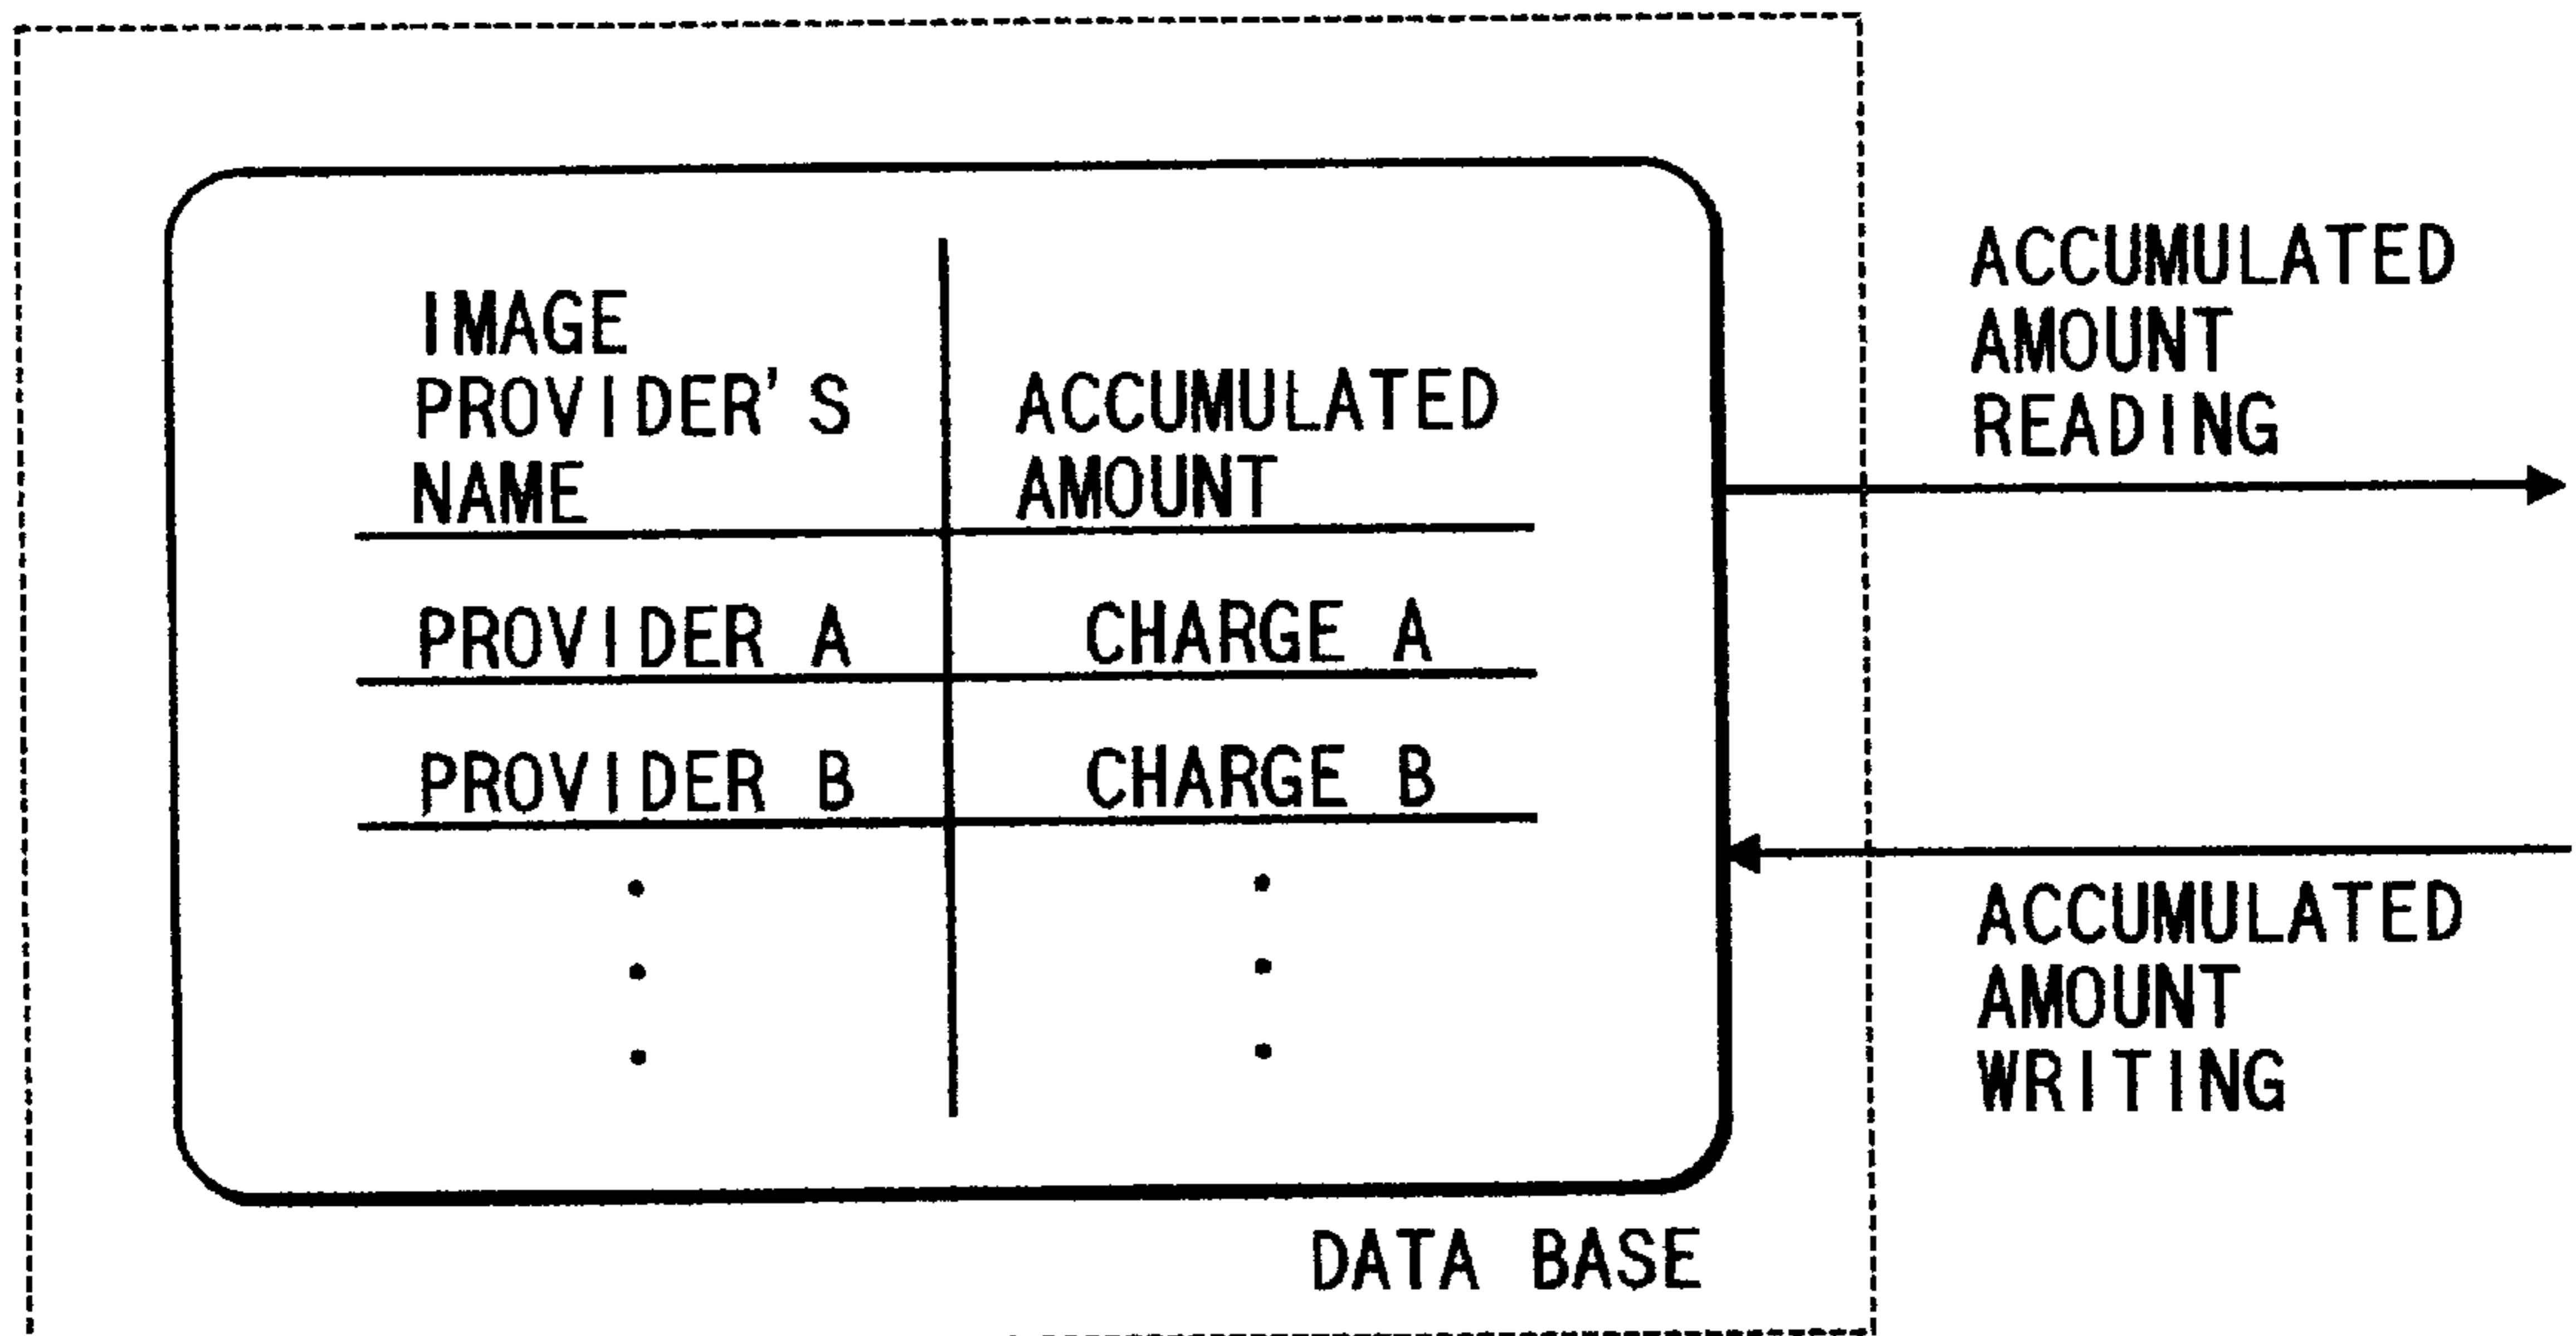 IMAGE
PROVIDER'S
NAME
ACCUMULATED
AMOUNT
PROVIDER A
CHARGE A
PROVIDER B
CHARGE B
DATA BASE
ACCUMULATED
AMOUNT
READING
ACCUMULATED
AMOUNT
WRITING